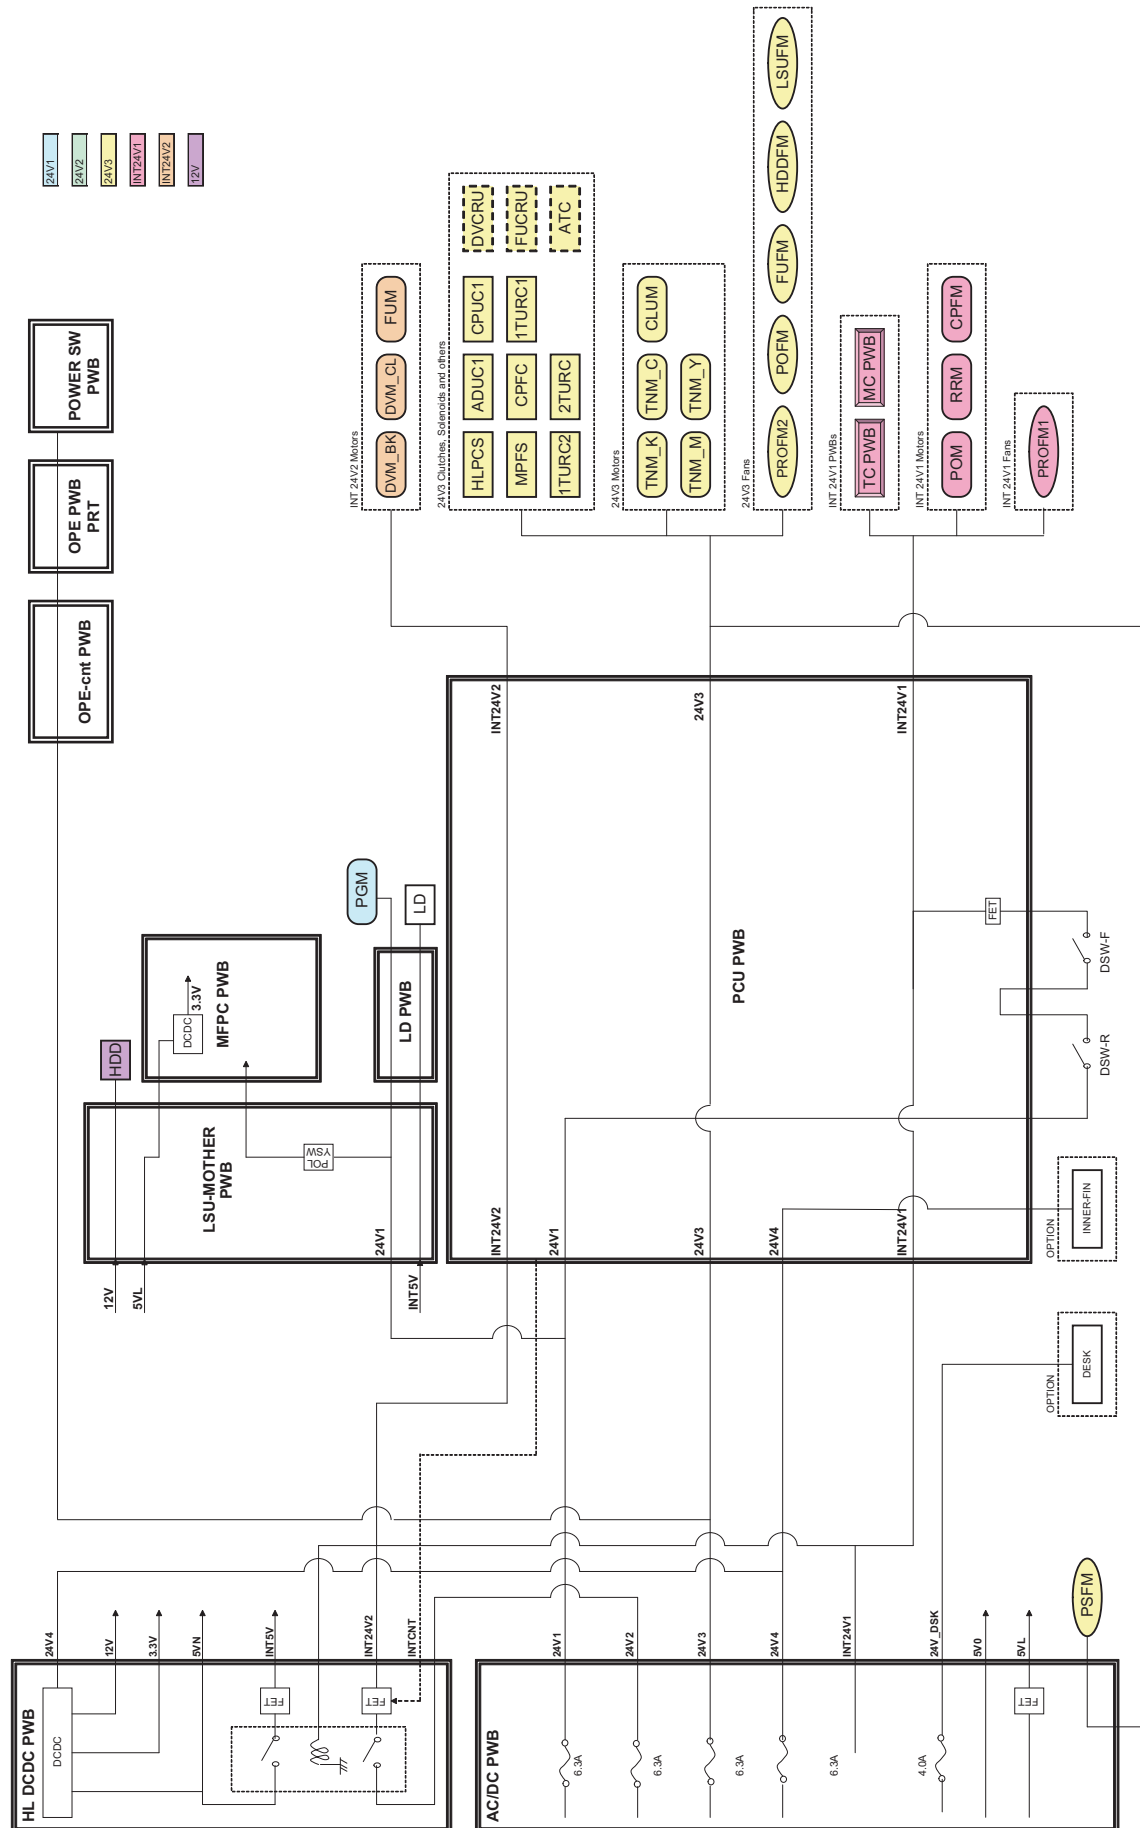 24V1
24V2
24V3
INT24V1
INT24V2
12V
POWER SW
PWB
OPE PWB
PRT
OPE-cnt PWB
INT 24V2 Motors
DVM_BK
DVM_CL
FUM
24V3 Clutches, Solenoids and others
HLPCS
ADUC1
CPUC1
DVCRU
MPFS
CPFC
1TURC1
FUCRU
1TURC2
2TURC
ATC
24V3 Motors
TNM_K
TNM_C
CLUM
TNM_M
TNM_Y
24V3 Fans
PROFM2
POFM
FUFM
HDDFM
LSUFM
INT 24V1 PWBs
TC PWB
MC PWB
INT 24V1 Motors
POM
RRM
CPFM
INT 24V1 Fans
PROFM1
HDD
MFPC PWB
DCDC
3.3V
PGM
LD
LD PWB
LSU-MOTHER
PWB
POL
YSW
12V
5VL
24V1
INT5V
PCU PWB
INT24V2
24V3
INT24V1
INT24V2
24V1
24V3
24V4
INT24V1
FET
DSW-F
DSW-R
OPTION
INNER-FIN
OPTION
DESK
HL DCDC PWB
DCDC
24V4
12V
3.3V
5VN
INT5V
INT24V2
INTCNT
FET
FET
AC/DC PWB
24V1
24V2
24V3
24V4
INT24V1
24V_DSK
5V0
5VL
6.3A
6.3A
6.3A
6.3A
4.0A
FET
PSFM